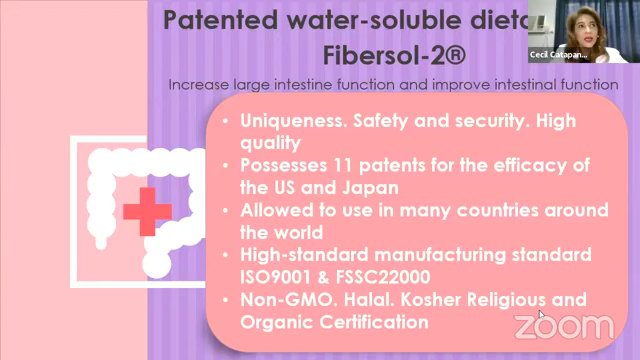 Patented water-soluble dieta
Fibersol-2®
Increase large intestine function and improve intestinal function
• Uniqueness. Safety and security. High
quality
• Possesses 11 patents for the efficacy of
the US and Japan
• Allowed to use in many countries around
the world
• High-standard manufacturing standard
ISO9001 & FSSC22000
• Non-GMO. Halal. Kosher Religious and
Organic Certification
Cecil Catapan...
zoom